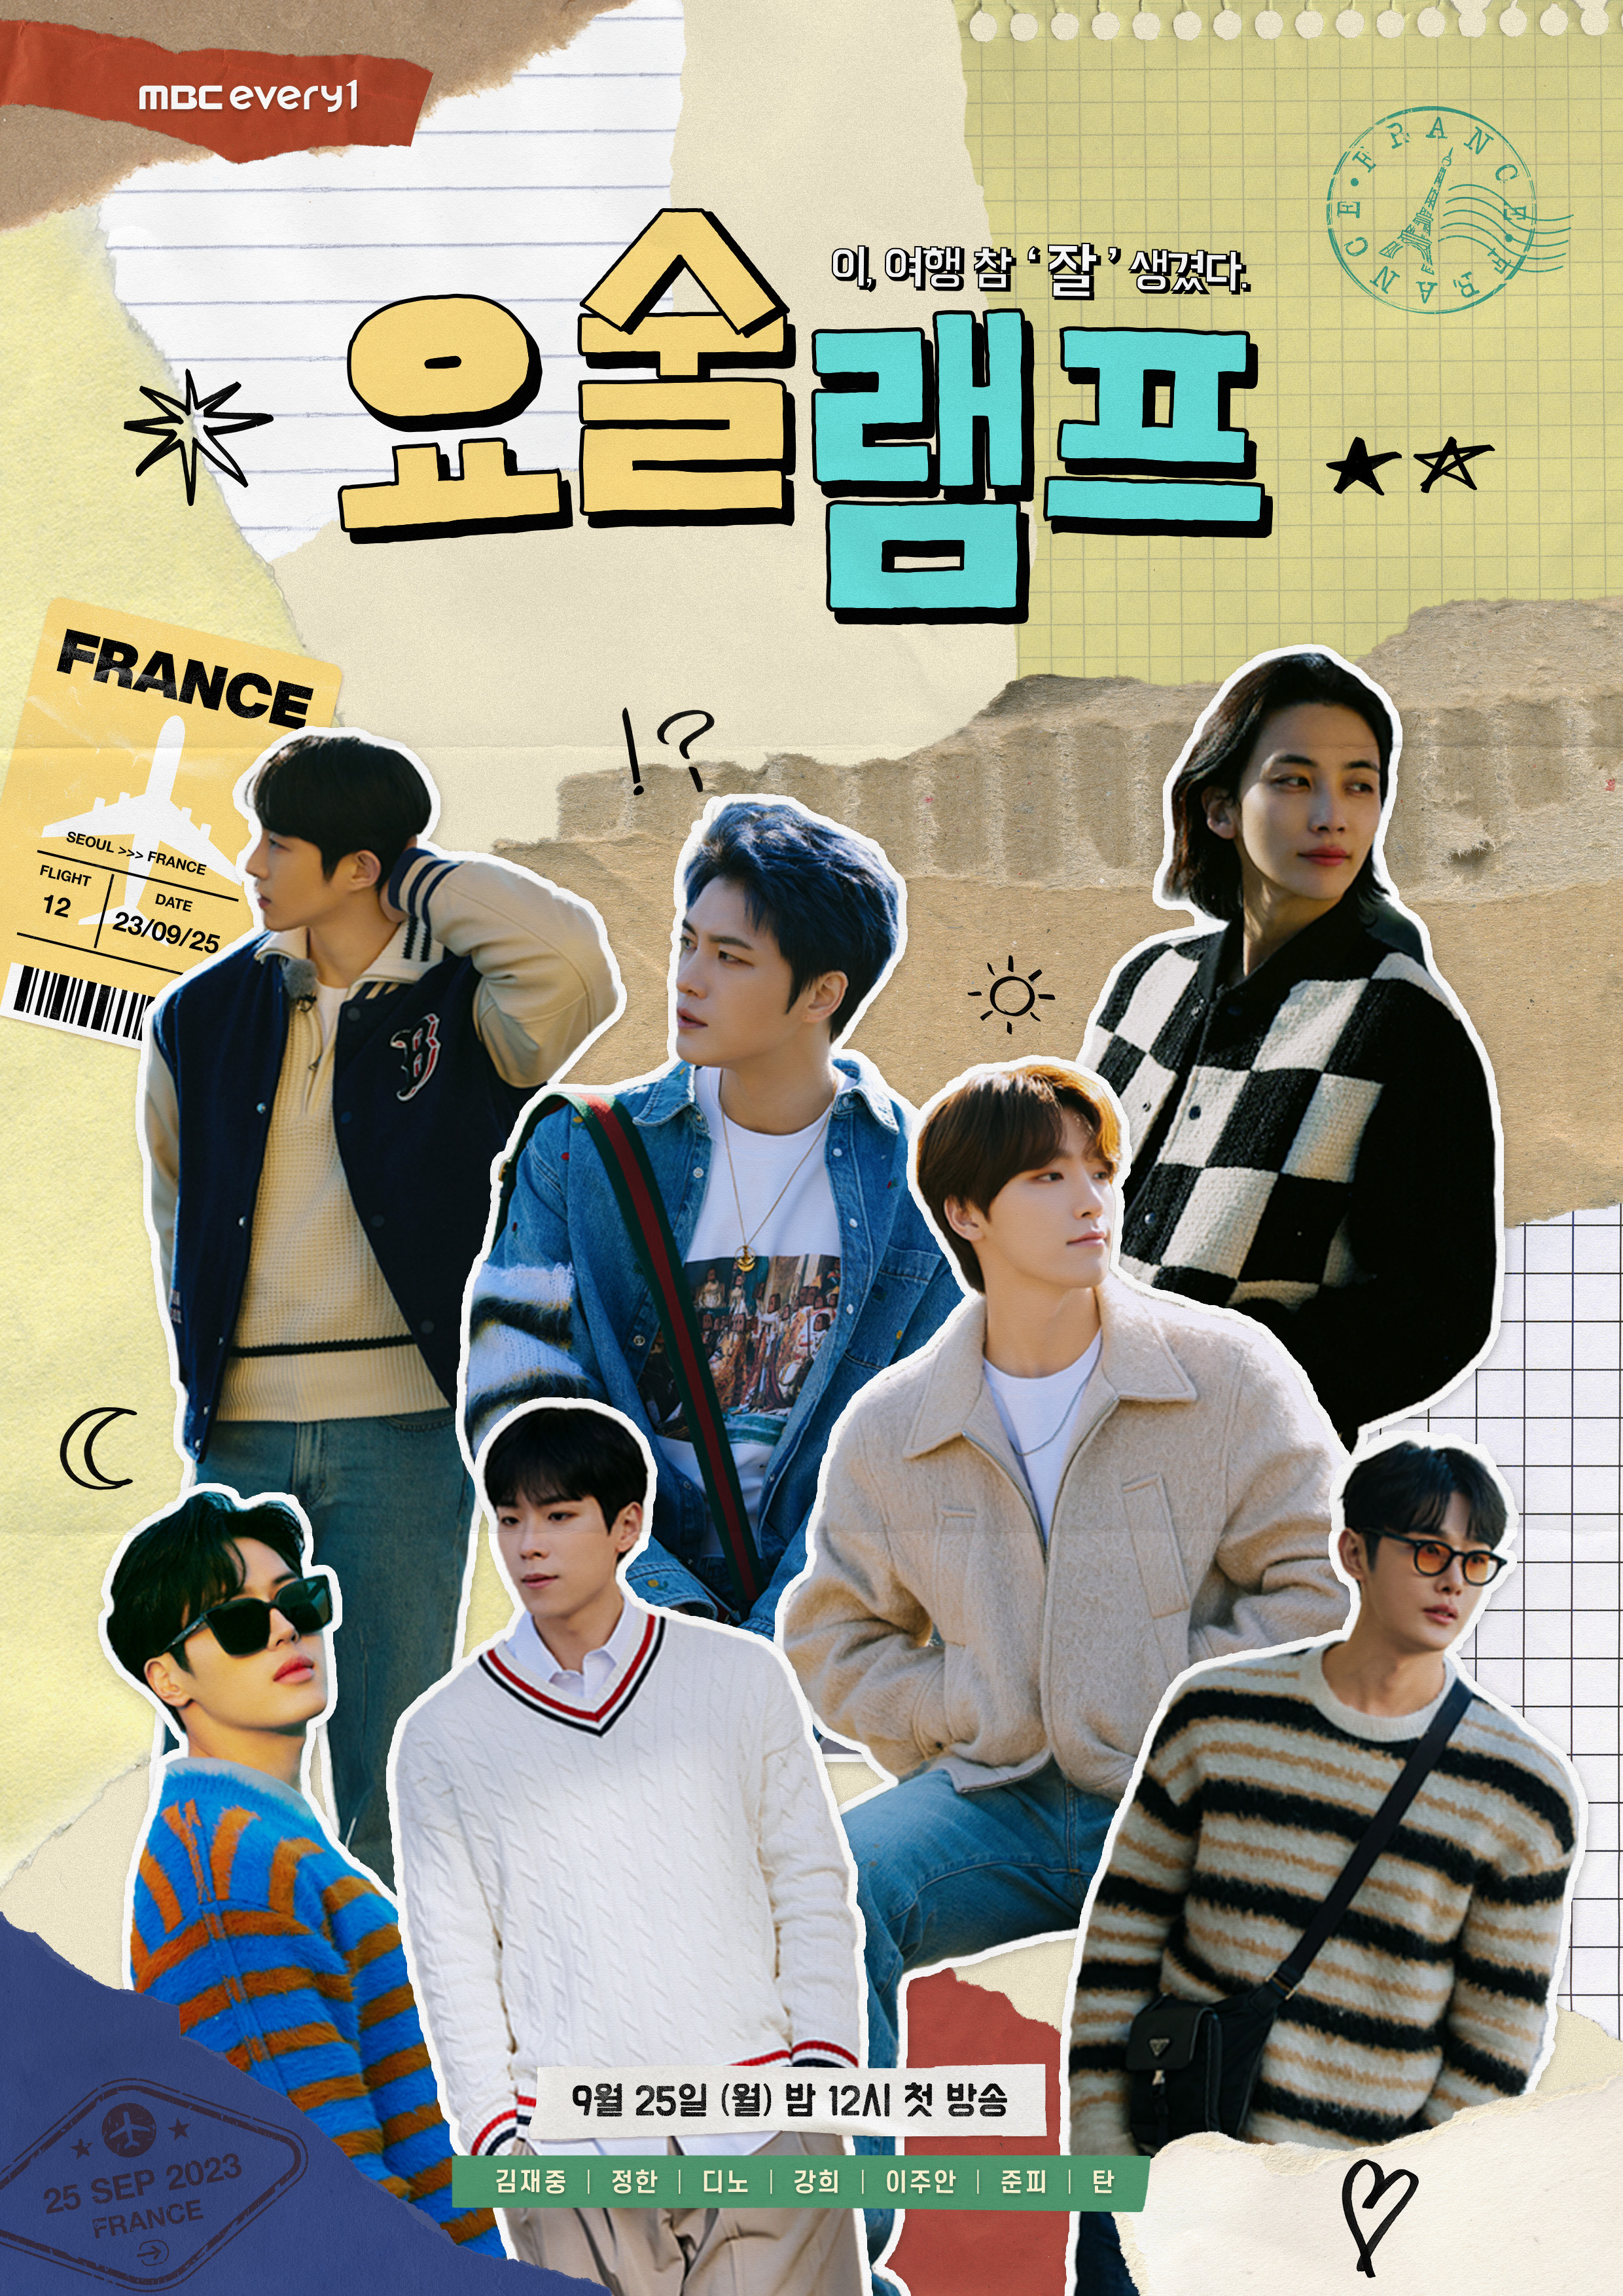 MBC every1
FRANCE • FRANCE •
이, 여행 참 ‘잘’ 생겼다.
요술램프
FRANCE
!?
SEOUL >>> FRANCE
FLIGHT
12
DATE
23/09/25
B
9월 25일 (월) 밤 12시 첫 방송
김재중 | 정한 | 디노 | 강희 | 이주안 | 준피 | 탄
25 SEP 2023
FRANCE